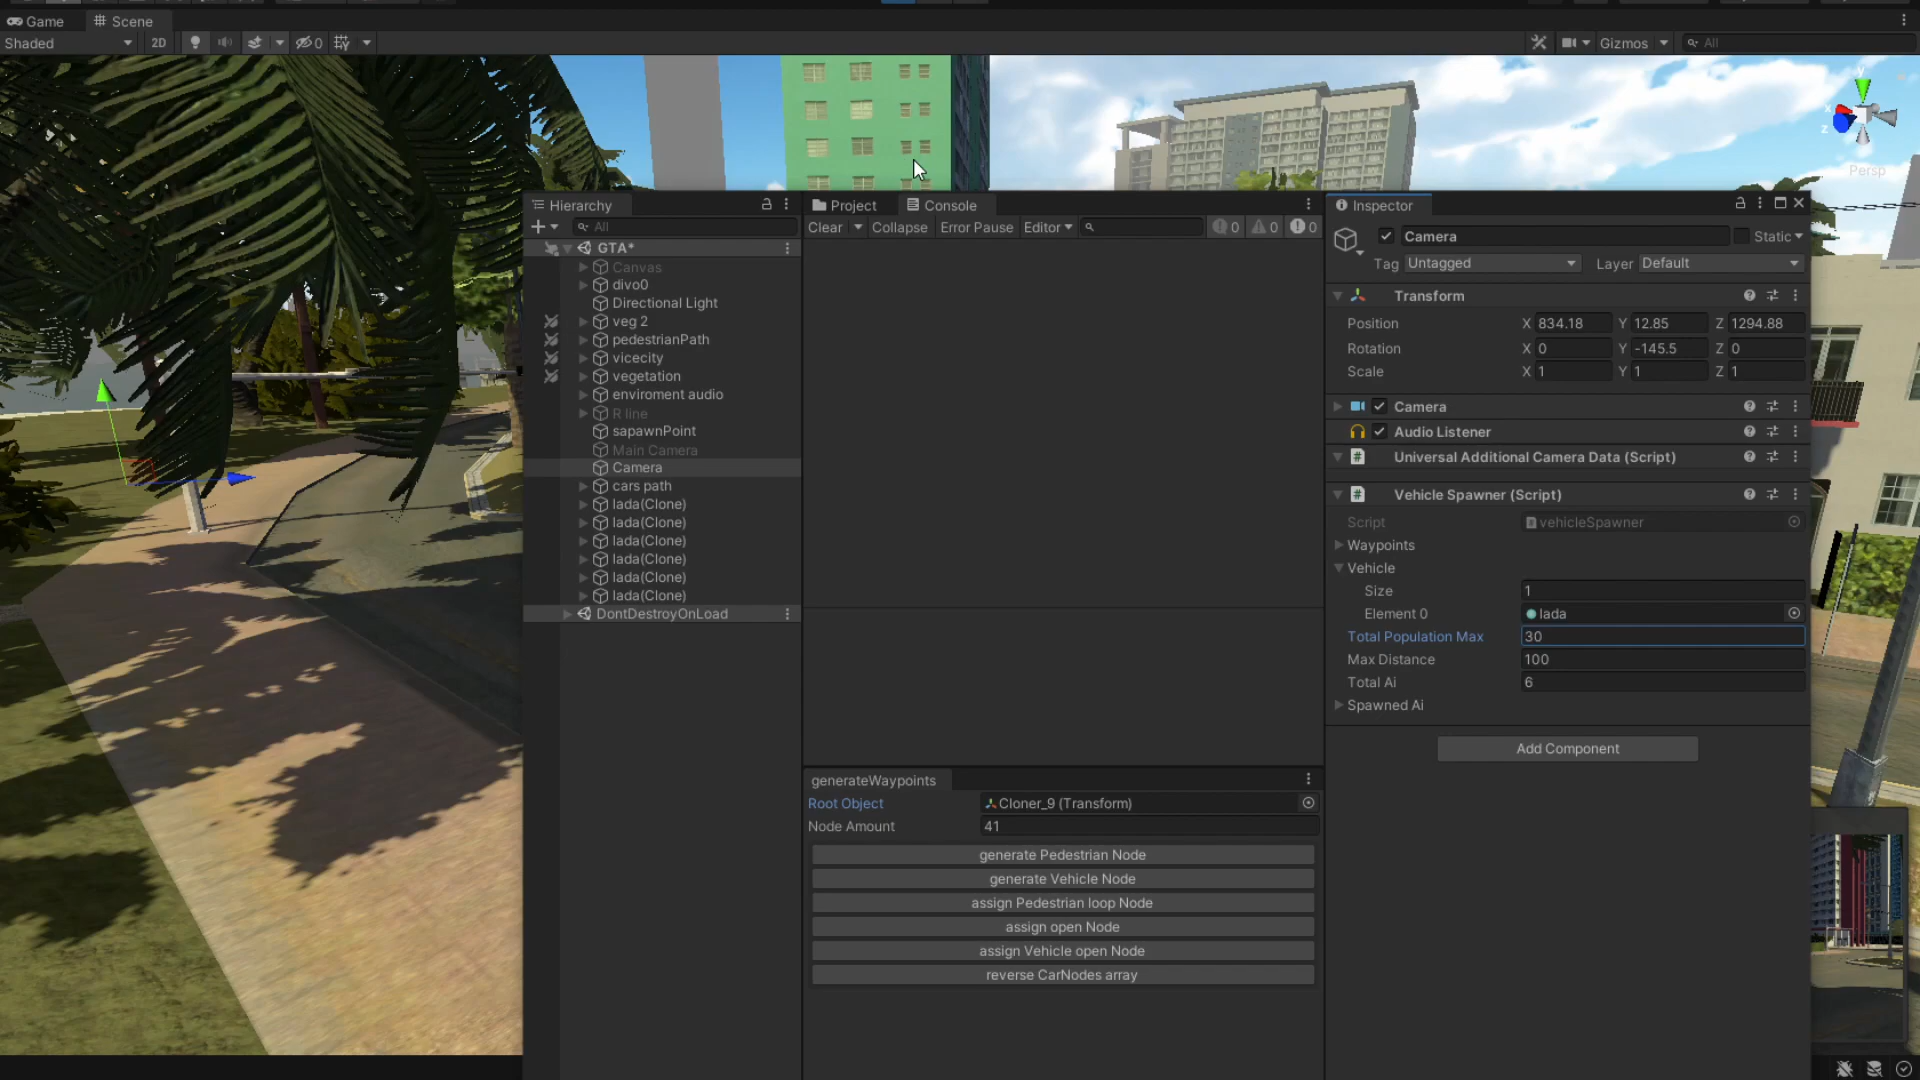 Game
Scene
Shaded
2D
0
Gizmos
All
y
x
z
Persp
Hierarchy
All
GTA*
Canvas
div00
Directional Light
veg 2
pedestrianPath
vicecity
vegetation
enviroment audio
R line
sapawnPoint
Main Camera
Camera
cars path
lada(Clone)
lada(Clone)
lada(Clone)
lada(Clone)
lada(Clone)
lada(Clone)
DontDestroyOnLoad
Project
Console
Clear
Collapse
Error Pause
Editor
0
0
0
generateWaypoints
Root Object
Cloner_9 (Transform)
Node Amount
41
generate Pedestrian Node
generate Vehicle Node
assign Pedestrian loop Node
assign open Node
assign Vehicle open Node
reverse CarNodes array
Inspector
Camera
Static
Tag Untagged
Layer Default
Transform
Position X 834.18 Y 12.85 Z 1294.88
Rotation X 0 Y -145.5 Z 0
Scale X 1 Y 1 Z 1
Camera
Audio Listener
Universal Additional Camera Data (Script)
Vehicle Spawner (Script)
Script vehicleSpawner
Waypoints
Vehicle
Size 1
Element 0 lada
Total Population Max 30
Max Distance 100
Total Ai 6
Spawned Ai
Add Component